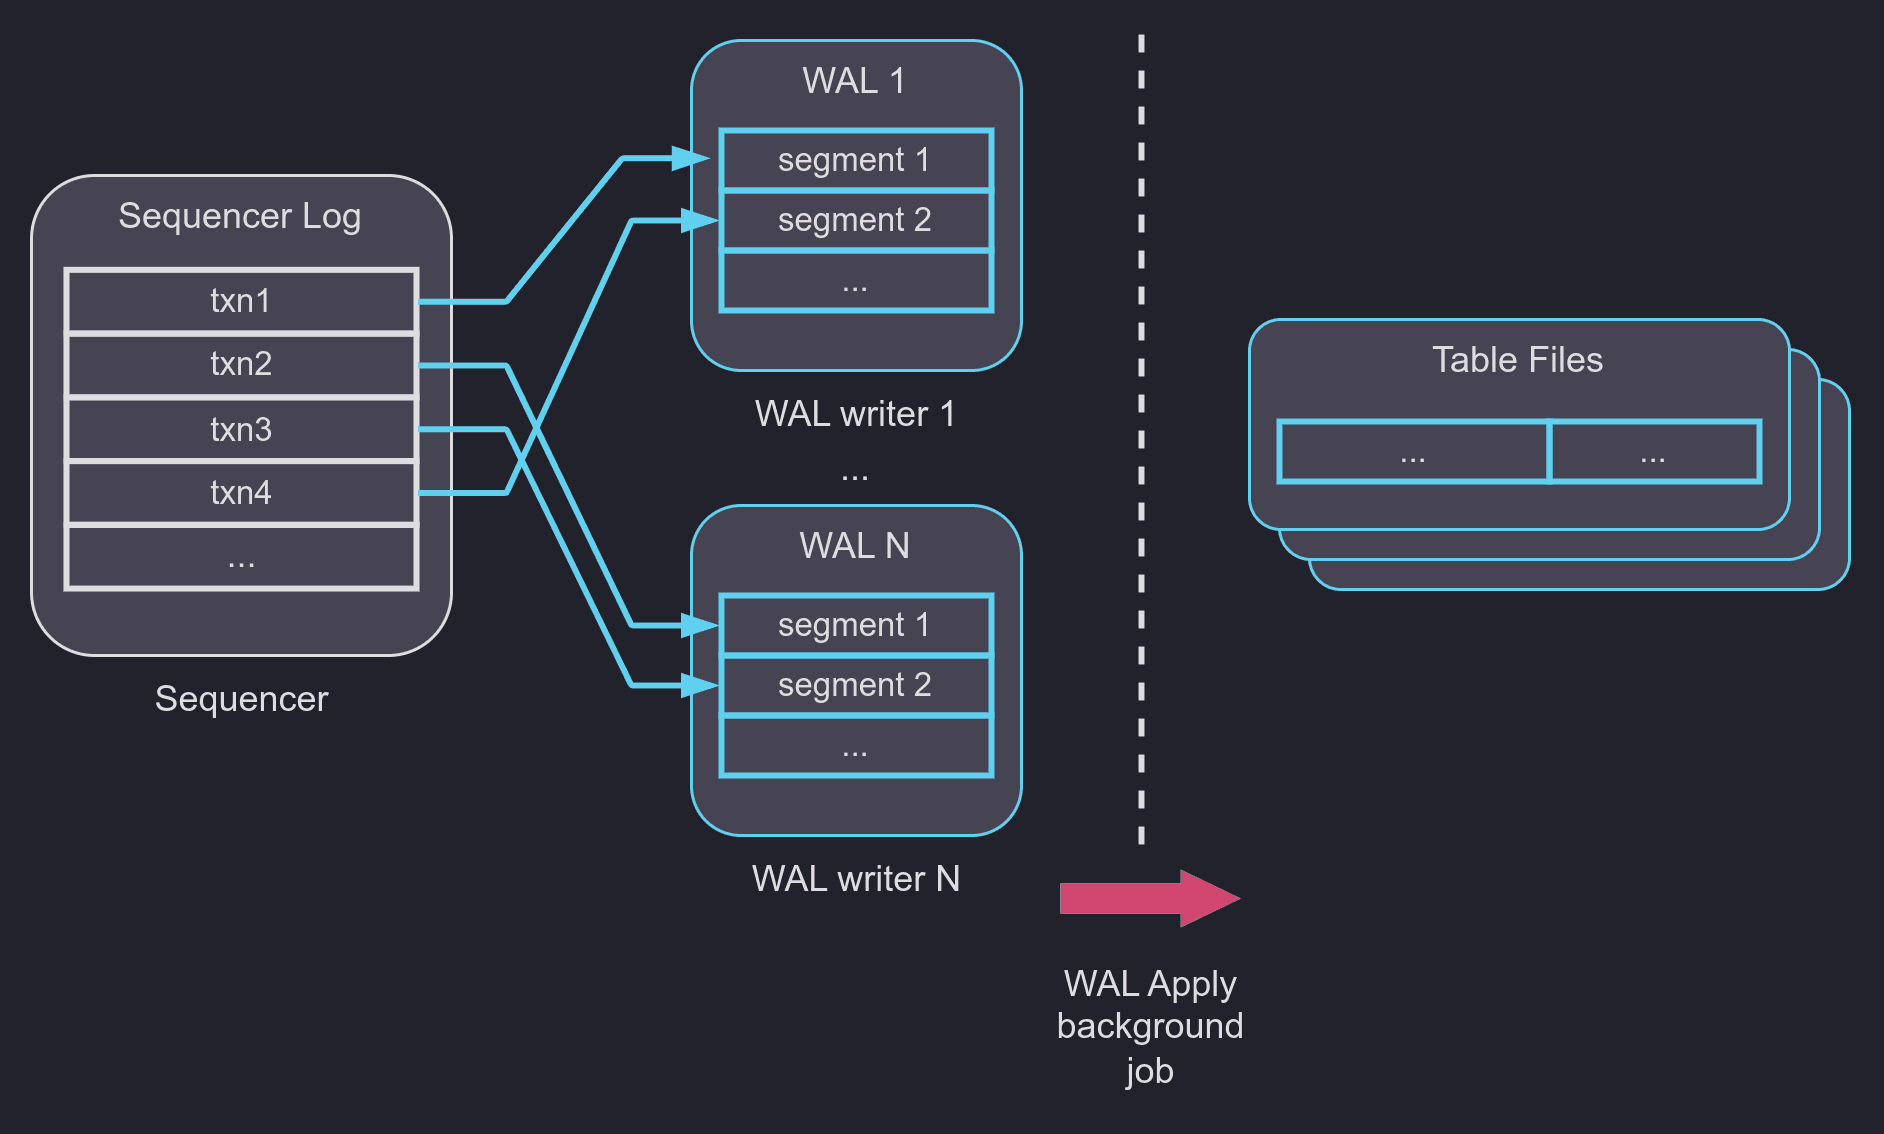 Sequencer Log
txn1
txn2
txn3
txn4
...
Sequencer
WAL 1
segment 1
segment 2
...
WAL writer 1
...
WAL N
segment 1
segment 2
...
WAL writer N
WAL Apply
background
job
Table Files
... ...